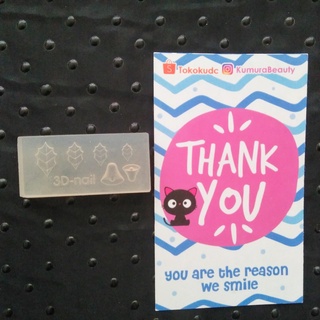 Tokokudc KumuraBeauty
THANK
YOU
you are the reason
we smile
3D-nail